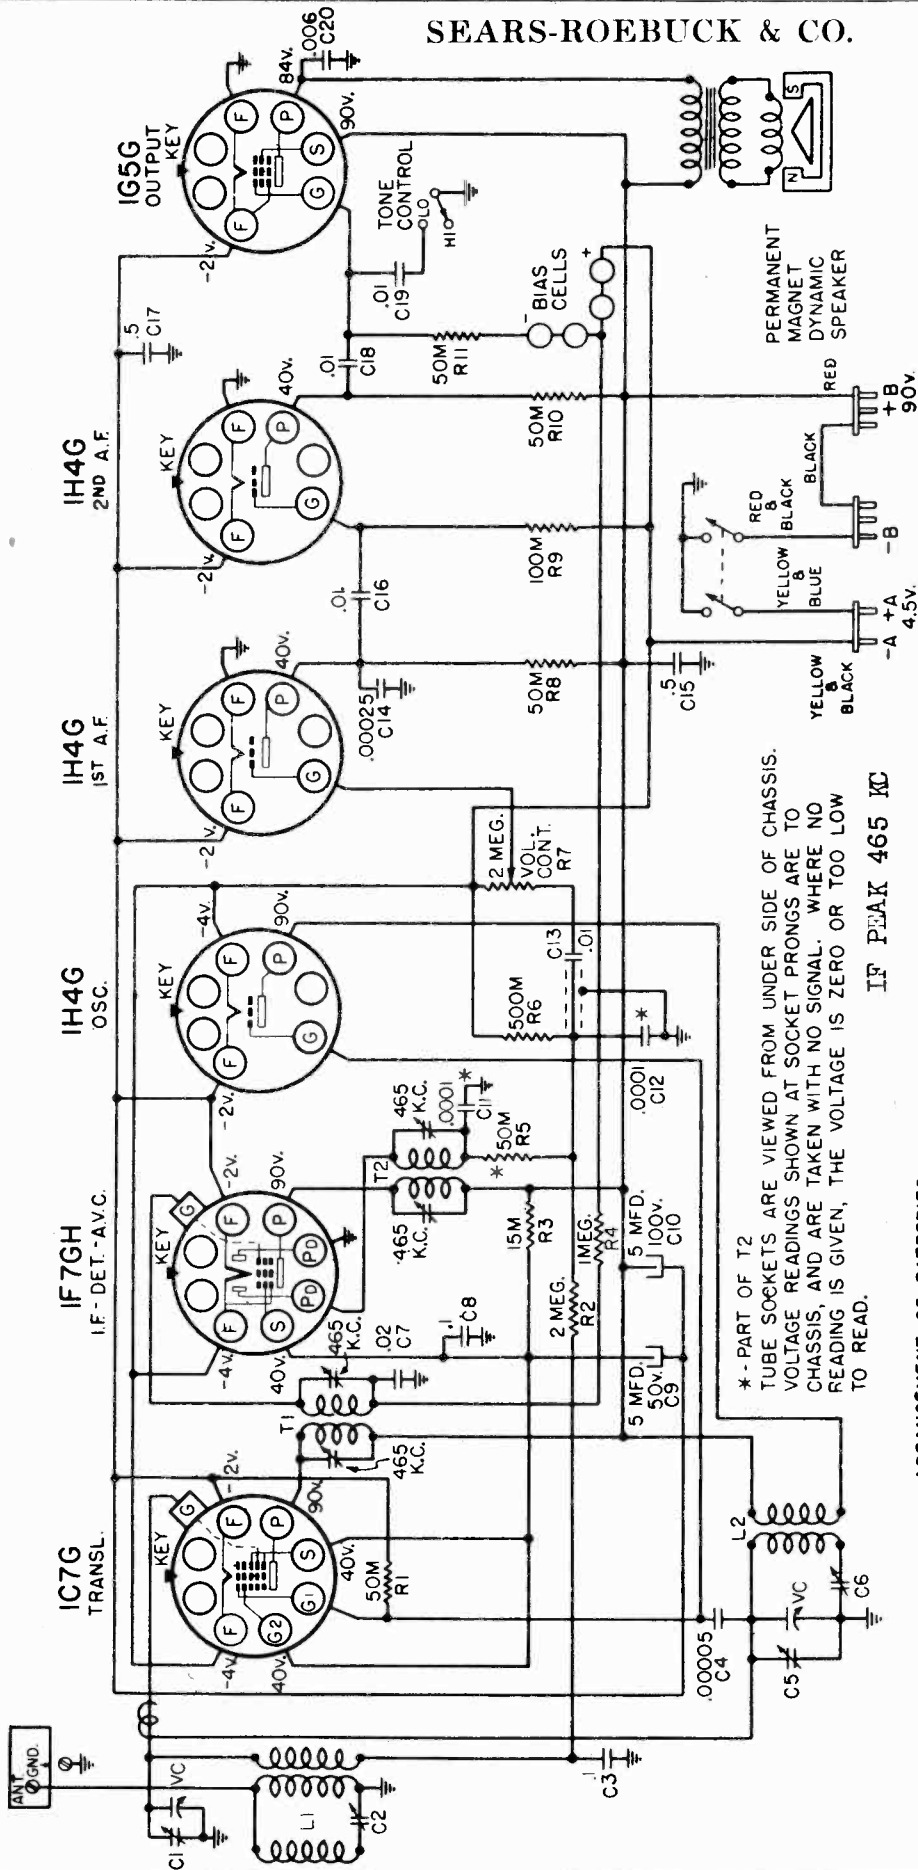 SEARS-ROEBUCK & CO.
ANT.
GND.
1C7G
TRANSL.
KEY
G
F
F
G2
G1
S
P
-4v.
-2v.
40v.
40v.
90v.
1F7GH
I.F.-DET.-A.V.C.
KEY
G
F
F
S
PD
PD
P
-4v.
-2v.
40v.
90v.
1H4G
OSC.
KEY
F
F
G
P
-2v.
-4v.
90v.
1H4G
1ST A.F.
KEY
F
F
G
P
-2v.
40v.
1H4G
2ND A.F.
KEY
F
F
G
P
-2v.
40v.
.5
C17
1G5G
OUTPUT
KEY
F
F
G
S
P
-2v.
84v.
90v.
.006
C20
C1
VC
L1
C2
.1
C3
50M
R1
T1
465
K.C.
465
K.C.
.02
C7
.1
C8
T2
465
K.C.
465
K.C.
.0001
C11
*
*
50M
R5
15M
R3
2 MEG.
R2
1MEG.
R4
5 MFD.
50v.
C9
5 MFD.
100v.
C10
500M
R6
C13
.01
.0001
C12
*
2 MEG.
VOL.
CONT.
R7
.00025
C14
50M
R8
.5
C15
.01
C16
100M
R9
50M
R10
.01
C18
50M
R11
.01
C19
TONE
CONTROL
LO
HI
-
BIAS
CELLS
+
N
S
PERMANENT
MAGNET
DYNAMIC
SPEAKER
.00005
C4
L2
C5
VC
C6
YELLOW
&
BLACK
YELLOW
&
BLUE
RED
&
BLACK
BLACK
RED
-A
+A
4.5v.
-B
+B
90v.
*-PART OF T2
TUBE SOCKETS ARE VIEWED FROM UNDER SIDE OF CHASSIS.
VOLTAGE READINGS SHOWN AT SOCKET PRONGS ARE TO
CHASSIS, AND ARE TAKEN WITH NO SIGNAL. WHERE NO
READING IS GIVEN, THE VOLTAGE IS ZERO OR TOO LOW
TO READ.
IF PEAK 465 KC